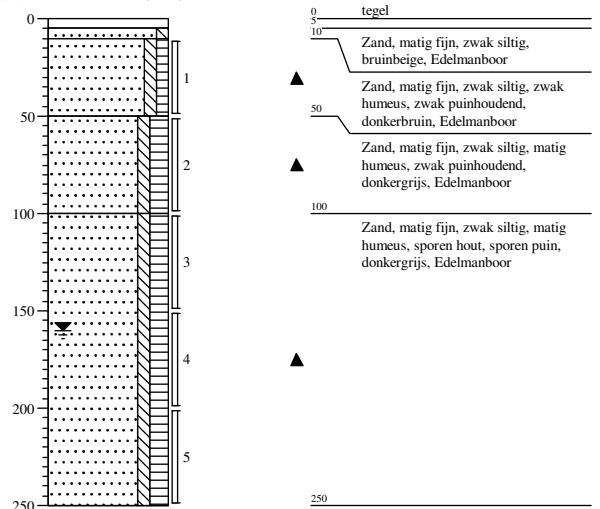 0
50
100
150
200
250
1
2
3
4
5
0
tegel
5
10
Zand, matig fijn, zwak siltig,
bruinbeige, Edelmanboor
Zand, matig fijn, zwak siltig, zwak
humeus, zwak puinhoudend,
donkerbruin, Edelmanboor
50
Zand, matig fijn, zwak siltig, matig
humeus, zwak puinhoudend,
donkergrijs, Edelmanboor
100
Zand, matig fijn, zwak siltig, matig
humeus, sporen hout, sporen puin,
donkergrijs, Edelmanboor
250